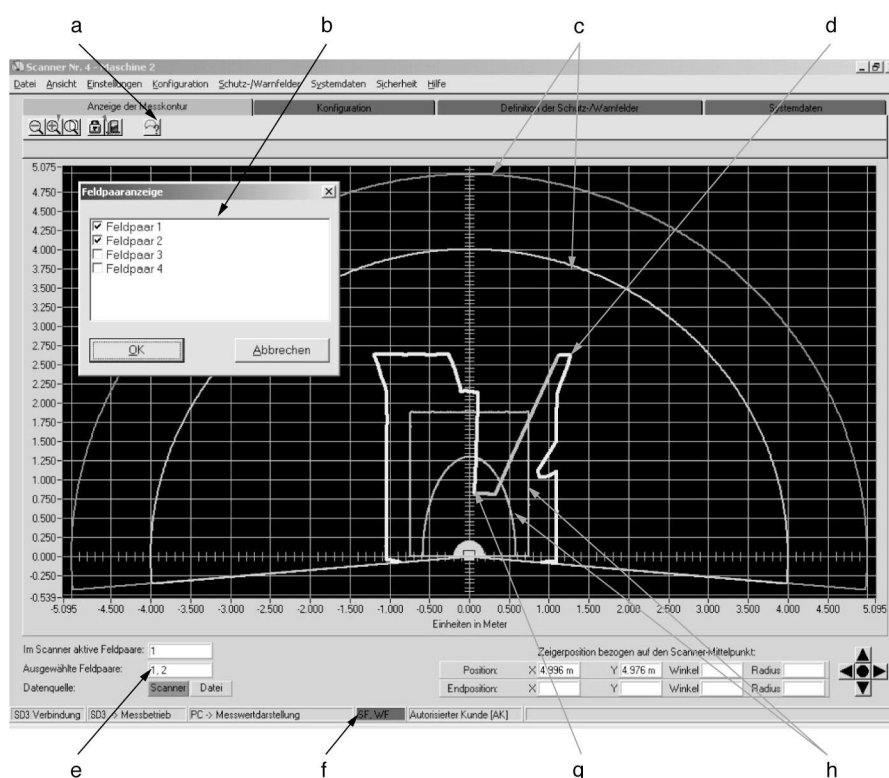 a b c d
Scanner Nr. 4 - Maschine 2
Datei Ansicht Einstellungen Konfiguration Schutz-/Warnfelder Systemdaten Sicherheit Hilfe
Anzeige der Messkontur Konfiguration Definition der Schutz-/Warnfelder Systemdaten
5.075
4.750
4.500
4.250
4.000
3.750
3.500
3.250
3.000
2.750
2.500
2.250
2.000
1.750
1.500
1.250
1.000
0.750
0.500
0.250
0.000
-0.250
-0.539
Feldpaaranzeige
Feldpaar 1
Feldpaar 2
Feldpaar 3
Feldpaar 4
OK Abbrechen
-5.095 -4.500 -4.000 -3.500 -3.000 -2.500 -2.000 -1.500 -1.000 -0.500 0.000 0.500 1.000 1.500 2.000 2.500 3.000 3.500 4.000 4.500 5.095
Einheiten in Meter
Im Scanner aktive Feldpaare: 1
Ausgewählte Feldpaare: 1, 2
Datenquelle: Scanner Datei
Zeigerposition bezogen auf den Scanner-Mittelpunkt:
Position: X 4.996 m Y 4.976 m Winkel Radius
Endposition: X Y Winkel Radius
SD3 Verbindung SD3 -> Messbetrieb PC -> Messwertdarstellung SF, WF Autorisierter Kunde [AK]
e f g h